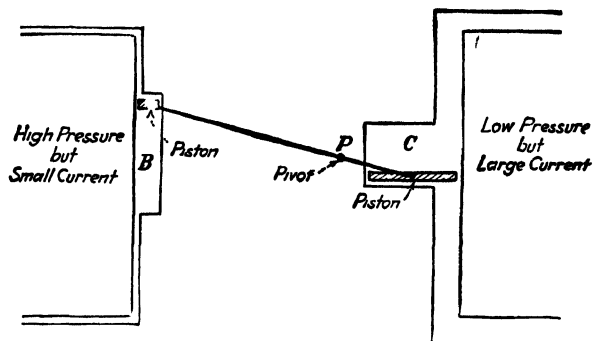 High Pressure
but
Small Current
B
Piston
P
Pivot
C
Piston
Low Pressure
but
Large Current